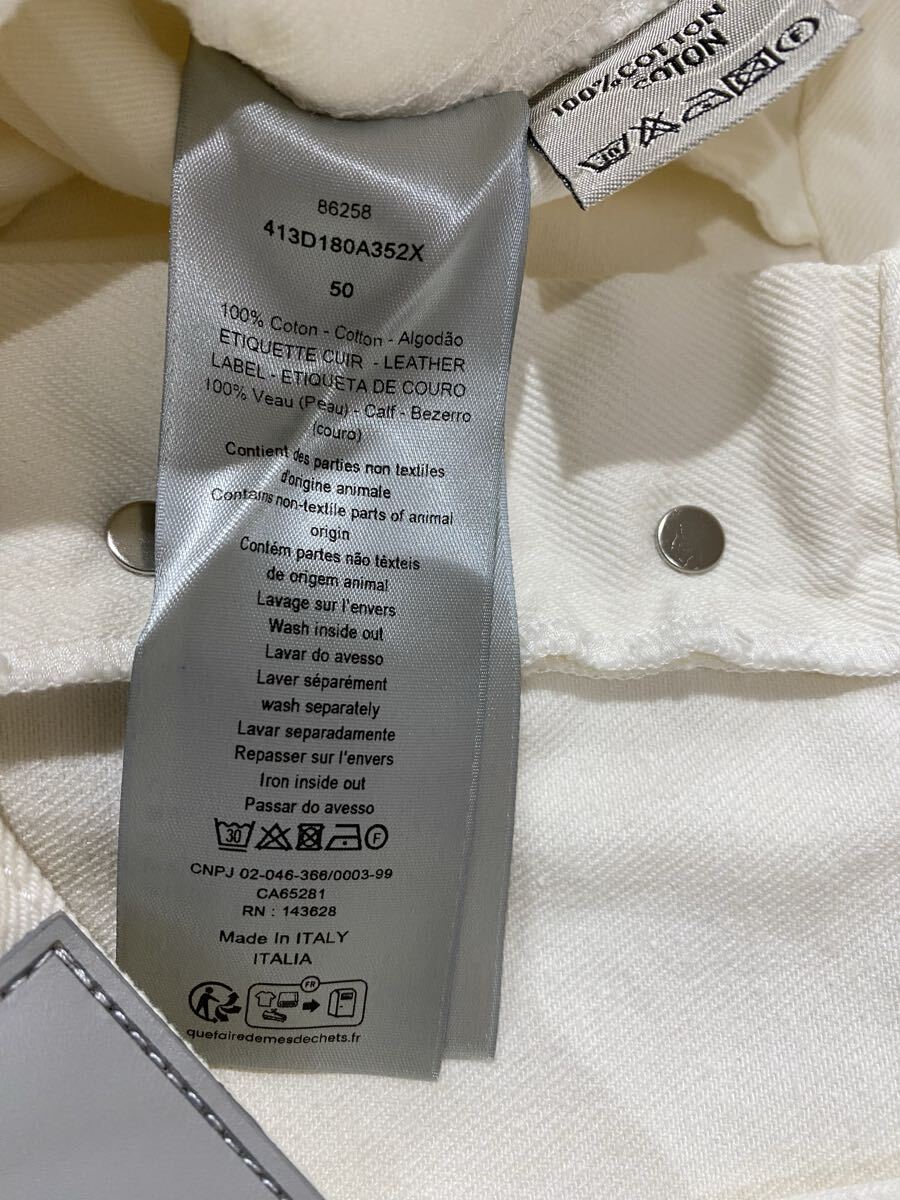 100% COTTON
COTON
30
86258
413D180A352X
50
100% Coton - Cotton - Algodão
ETIQUETTE CUIR - LEATHER
LABEL - ETIQUETA DE COURO
100% Veau (Peau) - Calf - Bezerro
(couro)
Contient des parties non textiles
d'origine animale
Contains non-textile parts of animal
origin
Contém partes não têxteis
de origem animal
Lavage sur l'envers
Wash inside out
Lavar do avesso
Laver séparément
wash separately
Lavar separadamente
Repasser sur l'envers
Iron inside out
Passar do avesso
30 F
CNPJ 02-046-366/0003-99
CA65281
RN : 143628
Made In ITALY
ITALIA
FR
quefairedemesdechets.fr
F